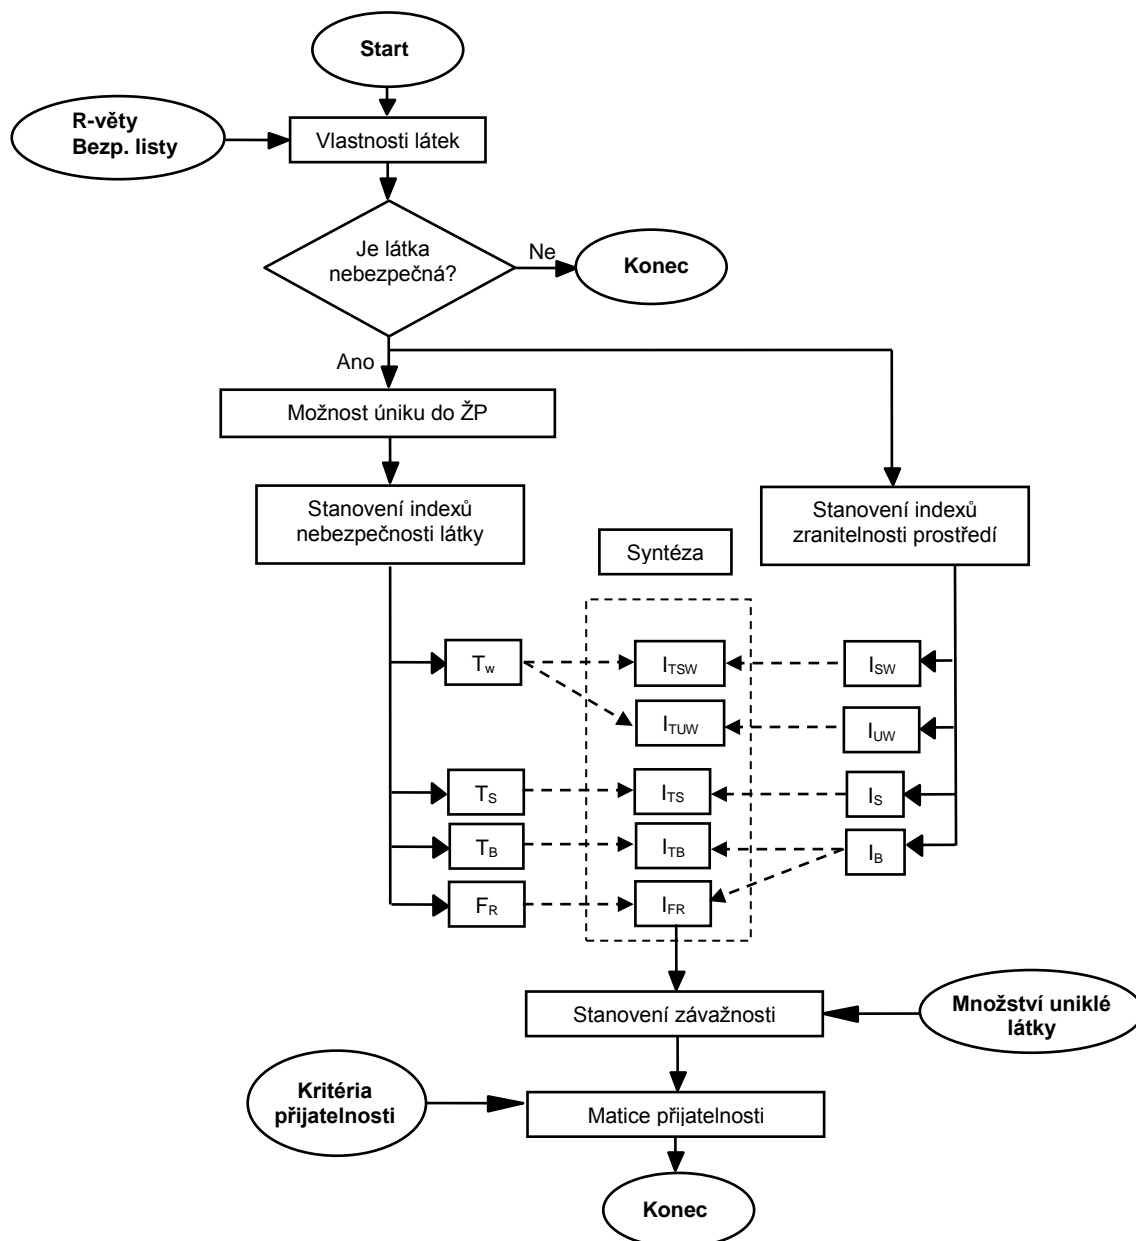 Start
R-věty
Bezp. listy
Vlastnosti látek
Je látka
nebezpečná?
Ne
Konec
Ano
Možnost úniku do ŽP
Stanovení indexů
nebezpečnosti látky
Stanovení indexů
zranitelnosti prostředí
Syntéza
Tw
ITSW
ISW
ITUW
IUW
TS
ITS
IS
TB
ITB
IB
FR
IFR
Stanovení závažnosti
Množství uniklé
látky
Kritéria
přijatelnosti
Matice přijatelnosti
Konec